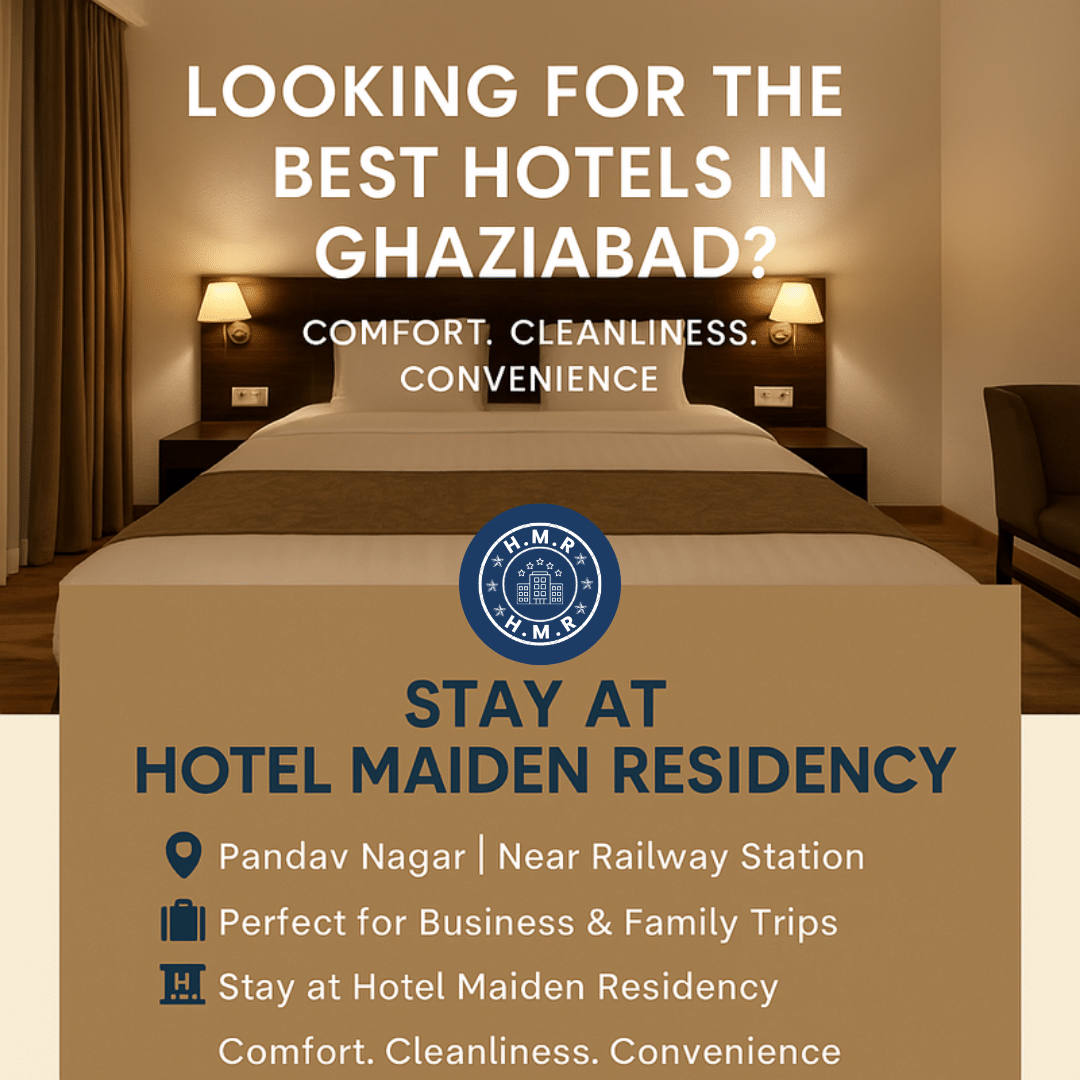 LOOKING FOR THE
BEST HOTELS IN
GHAZIABAD?
COMFORT. CLEANLINESS.
CONVENIENCE
H.M.R
H.M.R
STAY AT
HOTEL MAIDEN RESIDENCY
Pandav Nagar | Near Railway Station
Perfect for Business & Family Trips
H
Stay at Hotel Maiden Residency
Comfort. Cleanliness. Convenience